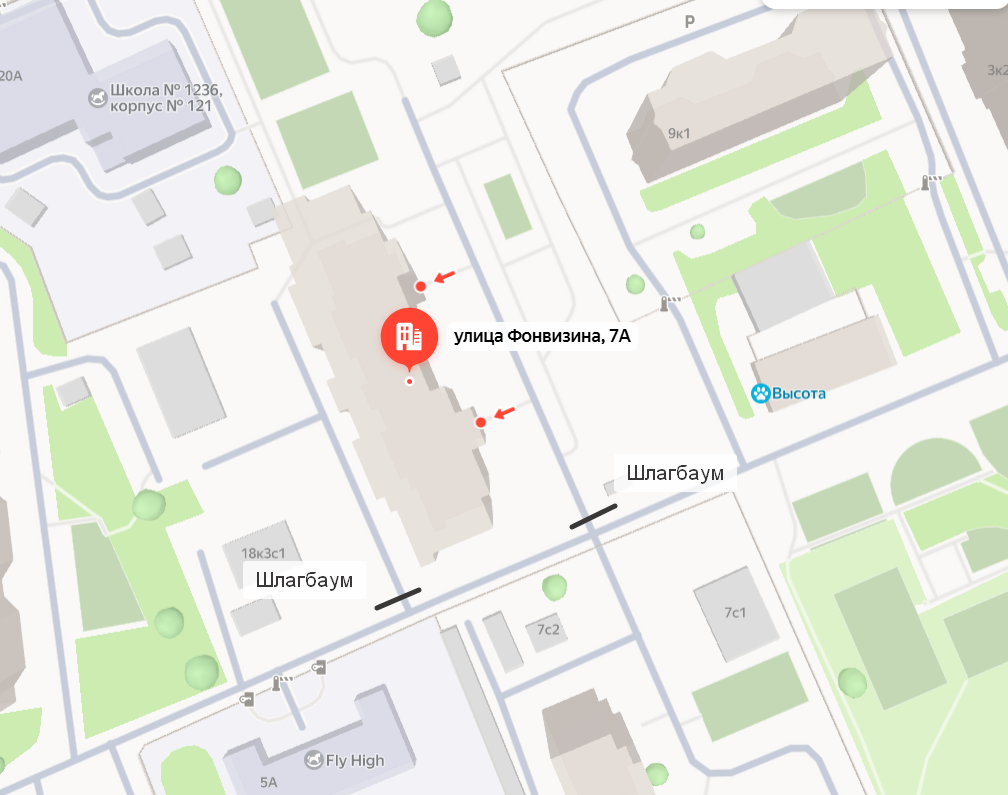 P
20А
Школа № 1236,
корпус № 121
3к2
9к1
улица Фонвизина, 7А
Высота
Шлагбаум
18к3с1
Шлагбаум
7с1
7с2
Fly High
5А